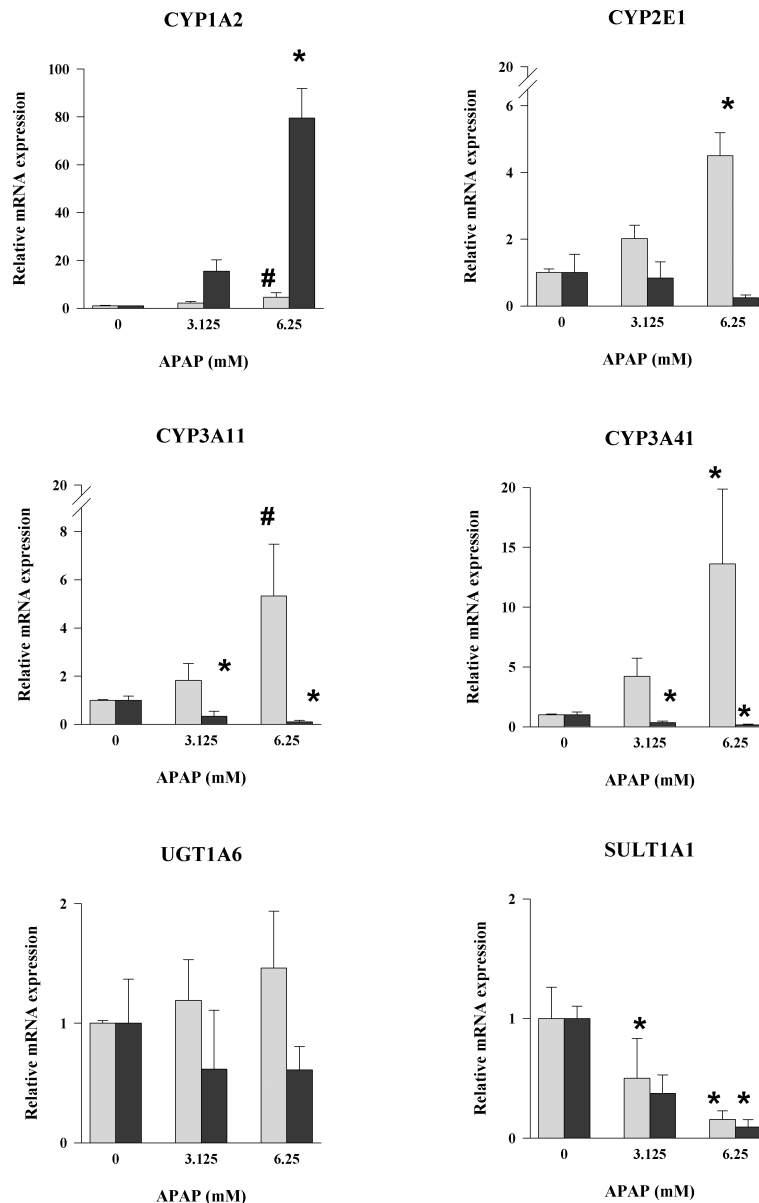 CYP1A2
*
100
80
60
40
20
0
#
Relative mRNA expression
0 3.125 6.25
APAP (mM)
CYP2E1
20
6
4
2
0
*
Relative mRNA expression
0 3.125 6.25
APAP (mM)
CYP3A11
20
8
6
4
2
0
#
*
*
Relative mRNA expression
0 3.125 6.25
APAP (mM)
CYP3A41
*
20
15
10
5
0
*
*
Relative mRNA expression
0 3.125 6.25
APAP (mM)
UGT1A6
2
1
0
Relative mRNA expression
0 3.125 6.25
APAP (mM)
SULT1A1
2
1
0
*
* *
Relative mRNA expression
0 3.125 6.25
APAP (mM)